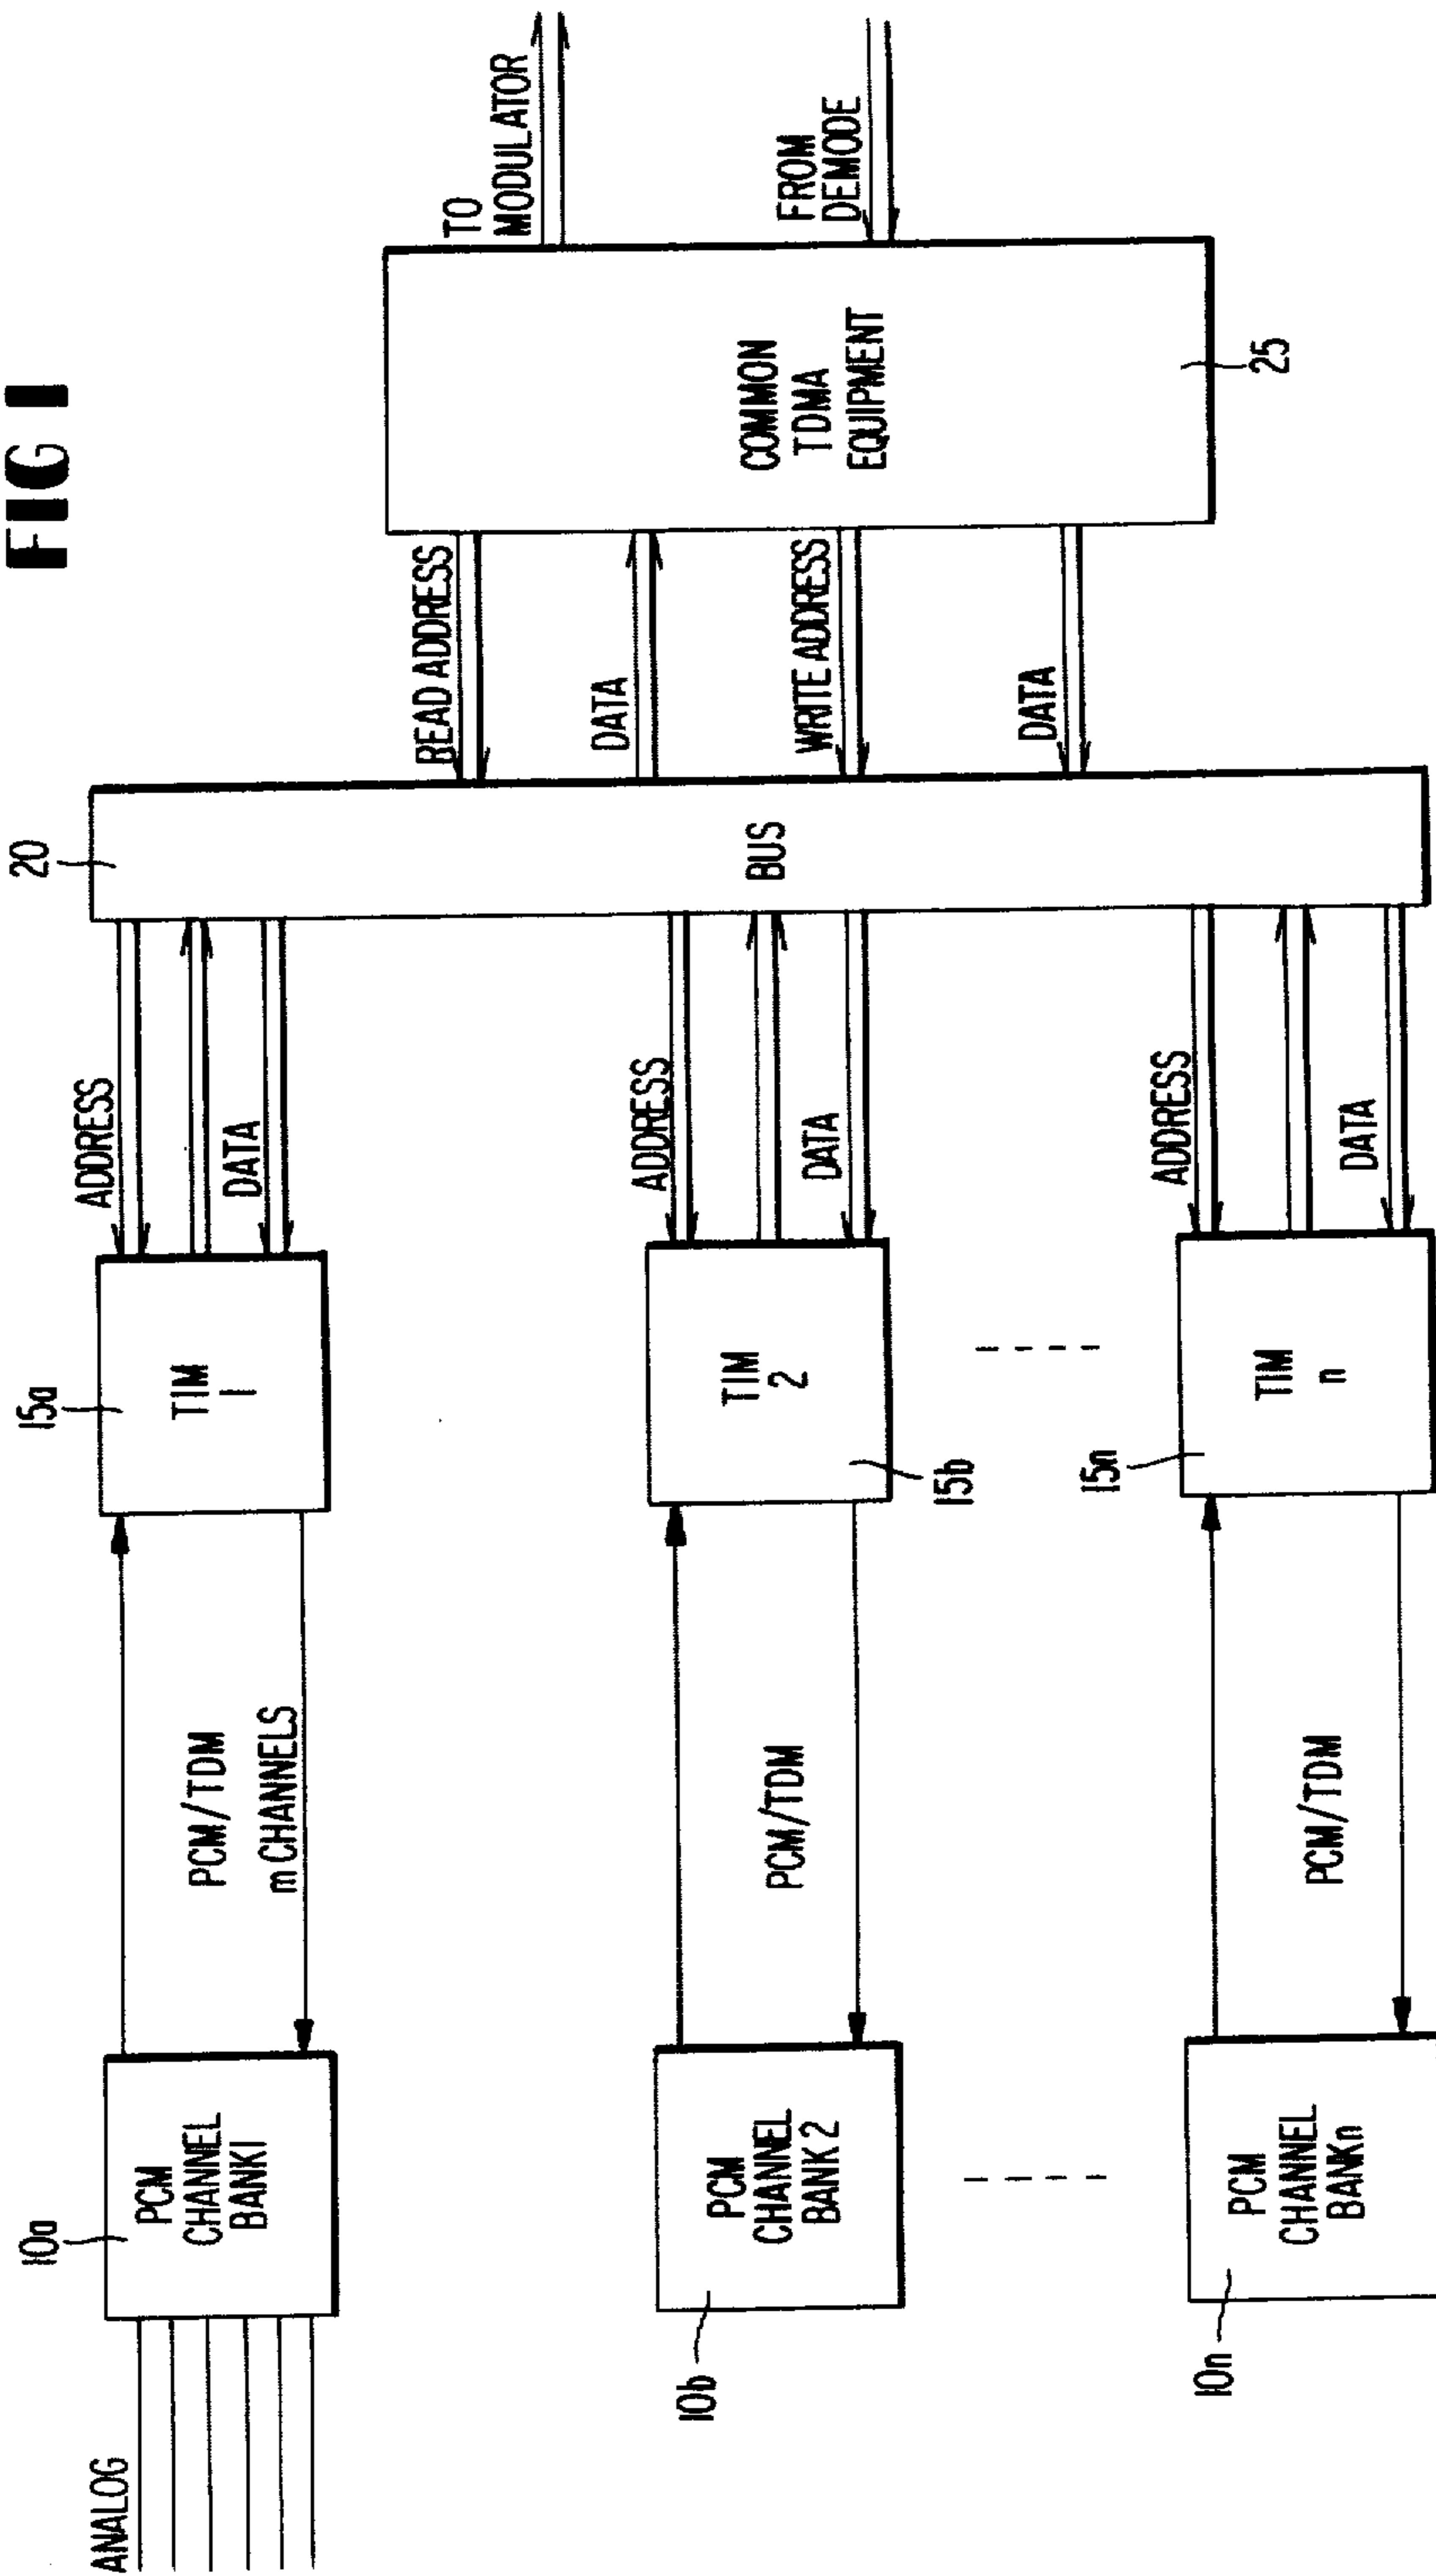 FIG 1
ANALOG
10a
PCM
CHANNEL
BANK1
PCM/TDM
m CHANNELS
15a
TIM
1
ADDRESS
DATA
20
BUS
READ ADDRESS
DATA
WRITE ADDRESS
DATA
COMMON
TDMA
EQUIPMENT
25
TO
MODULATOR
FROM
DEMODE
10b
PCM
CHANNEL
BANK 2
PCM/TDM
TIM
2
15b
ADDRESS
DATA
10n
PCM
CHANNEL
BANKn
PCM/TDM
15n
TIM
n
ADDRESS
DATA